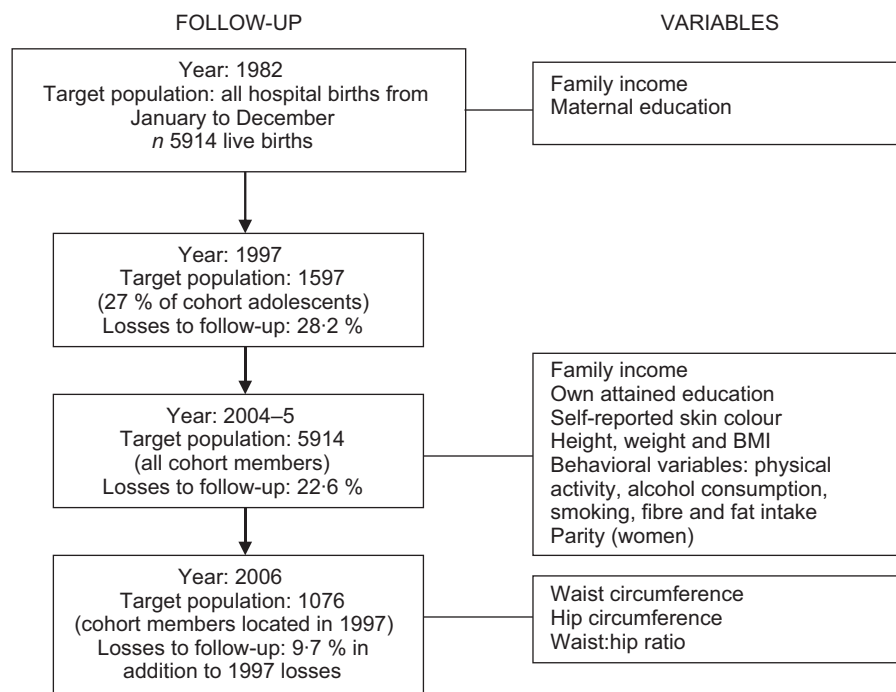 FOLLOW-UP
VARIABLES
Year: 1982
Target population: all hospital births from
January to December
n 5914 live births
Family income
Maternal education
Year: 1997
Target population: 1597
(27 % of cohort adolescents)
Losses to follow-up: 28·2 %
Year: 2004–5
Target population: 5914
(all cohort members)
Losses to follow-up: 22·6 %
Family income
Own attained education
Self-reported skin colour
Height, weight and BMI
Behavioral variables: physical
activity, alcohol consumption,
smoking, fibre and fat intake
Parity (women)
Year: 2006
Target population: 1076
(cohort members located in 1997)
Losses to follow-up: 9·7 % in
addition to 1997 losses
Waist circumference
Hip circumference
Waist:hip ratio